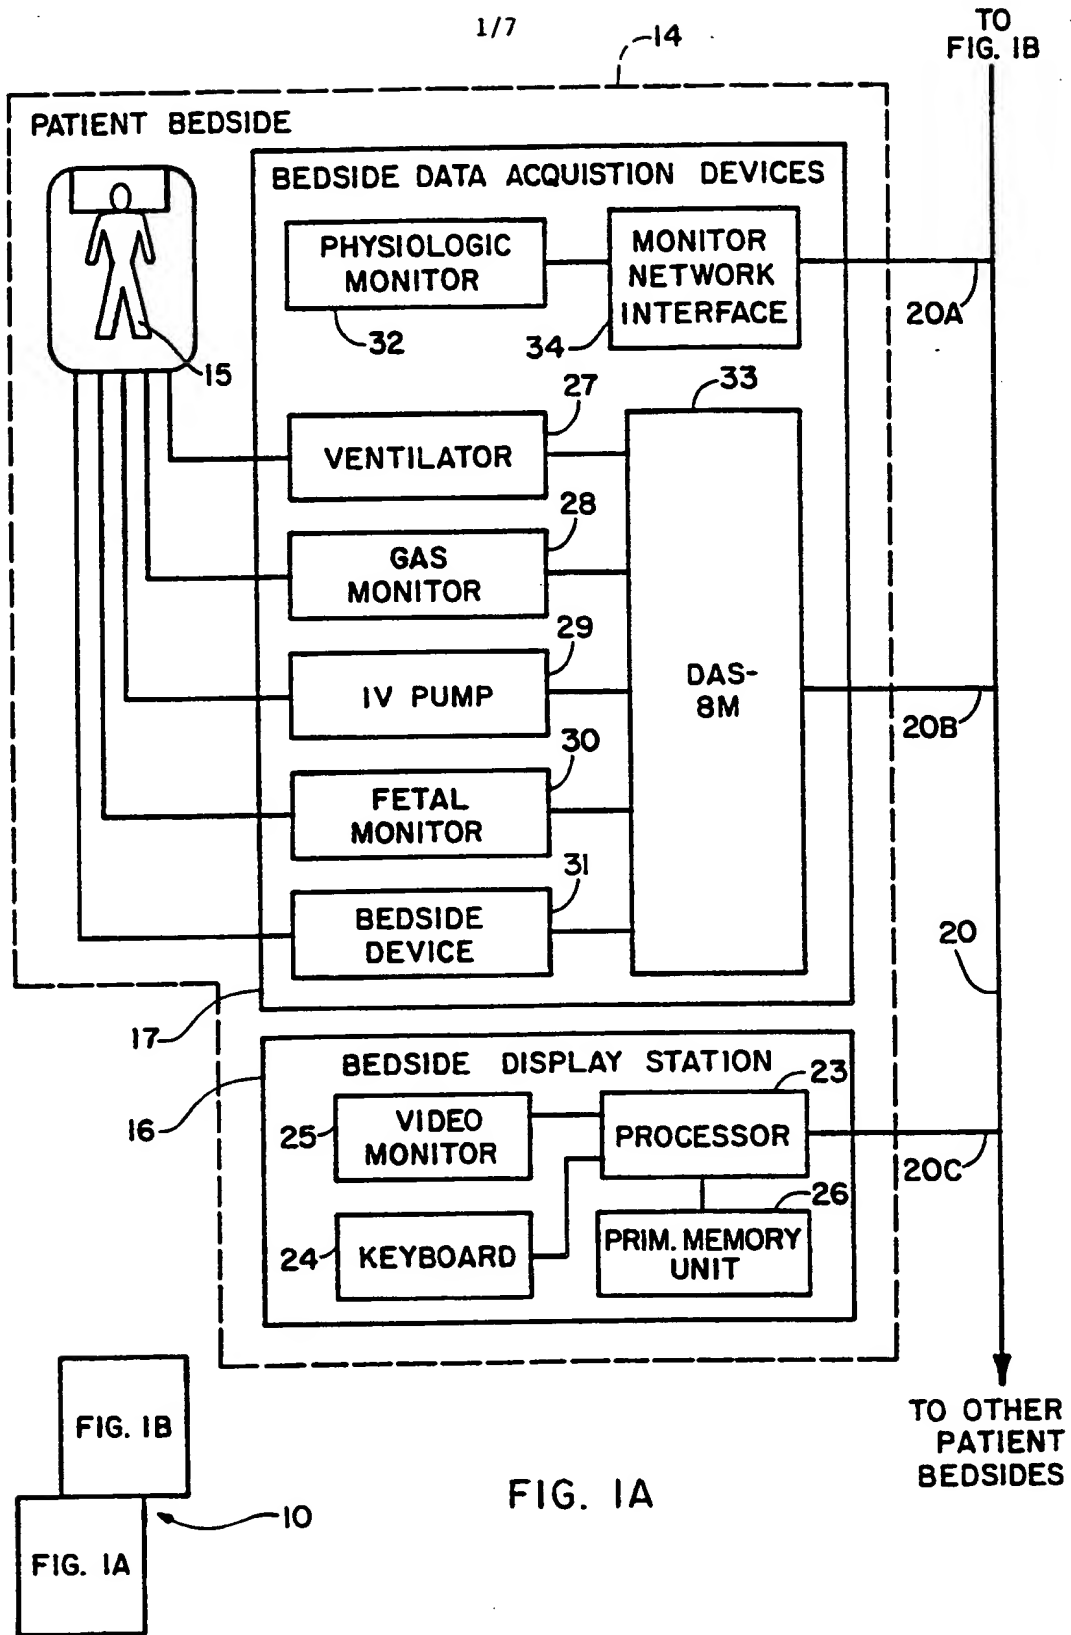 1/7
TO
FIG. 1B
14
PATIENT BEDSIDE
BEDSIDE DATA ACQUISTION DEVICES
PHYSIOLOGIC
MONITOR
32
MONITOR
NETWORK
INTERFACE
34
20A
15
33
27
VENTILATOR
28
GAS
MONITOR
29
IV PUMP
DAS-
8M
20B
30
FETAL
MONITOR
31
BEDSIDE
DEVICE
20
17
BEDSIDE DISPLAY STATION
23
16
25
VIDEO
MONITOR
PROCESSOR
20C
26
24
KEYBOARD
PRIM. MEMORY
UNIT
TO OTHER
PATIENT
BEDSIDES
FIG. 1B
FIG. 1A
10
FIG. 1A